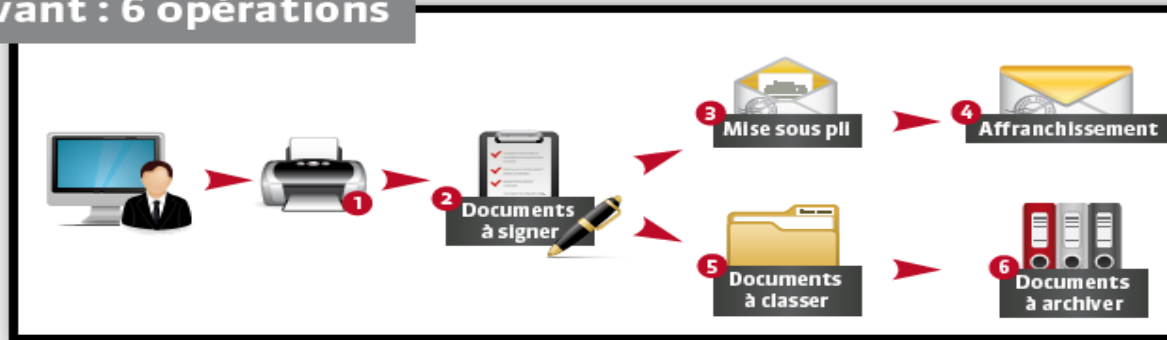 vant : 6 opérations
1
2
Documents
à signer
3
Mise sous pli
4
Affranchissement
5
Documents
à classer
6
Documents
à archiver